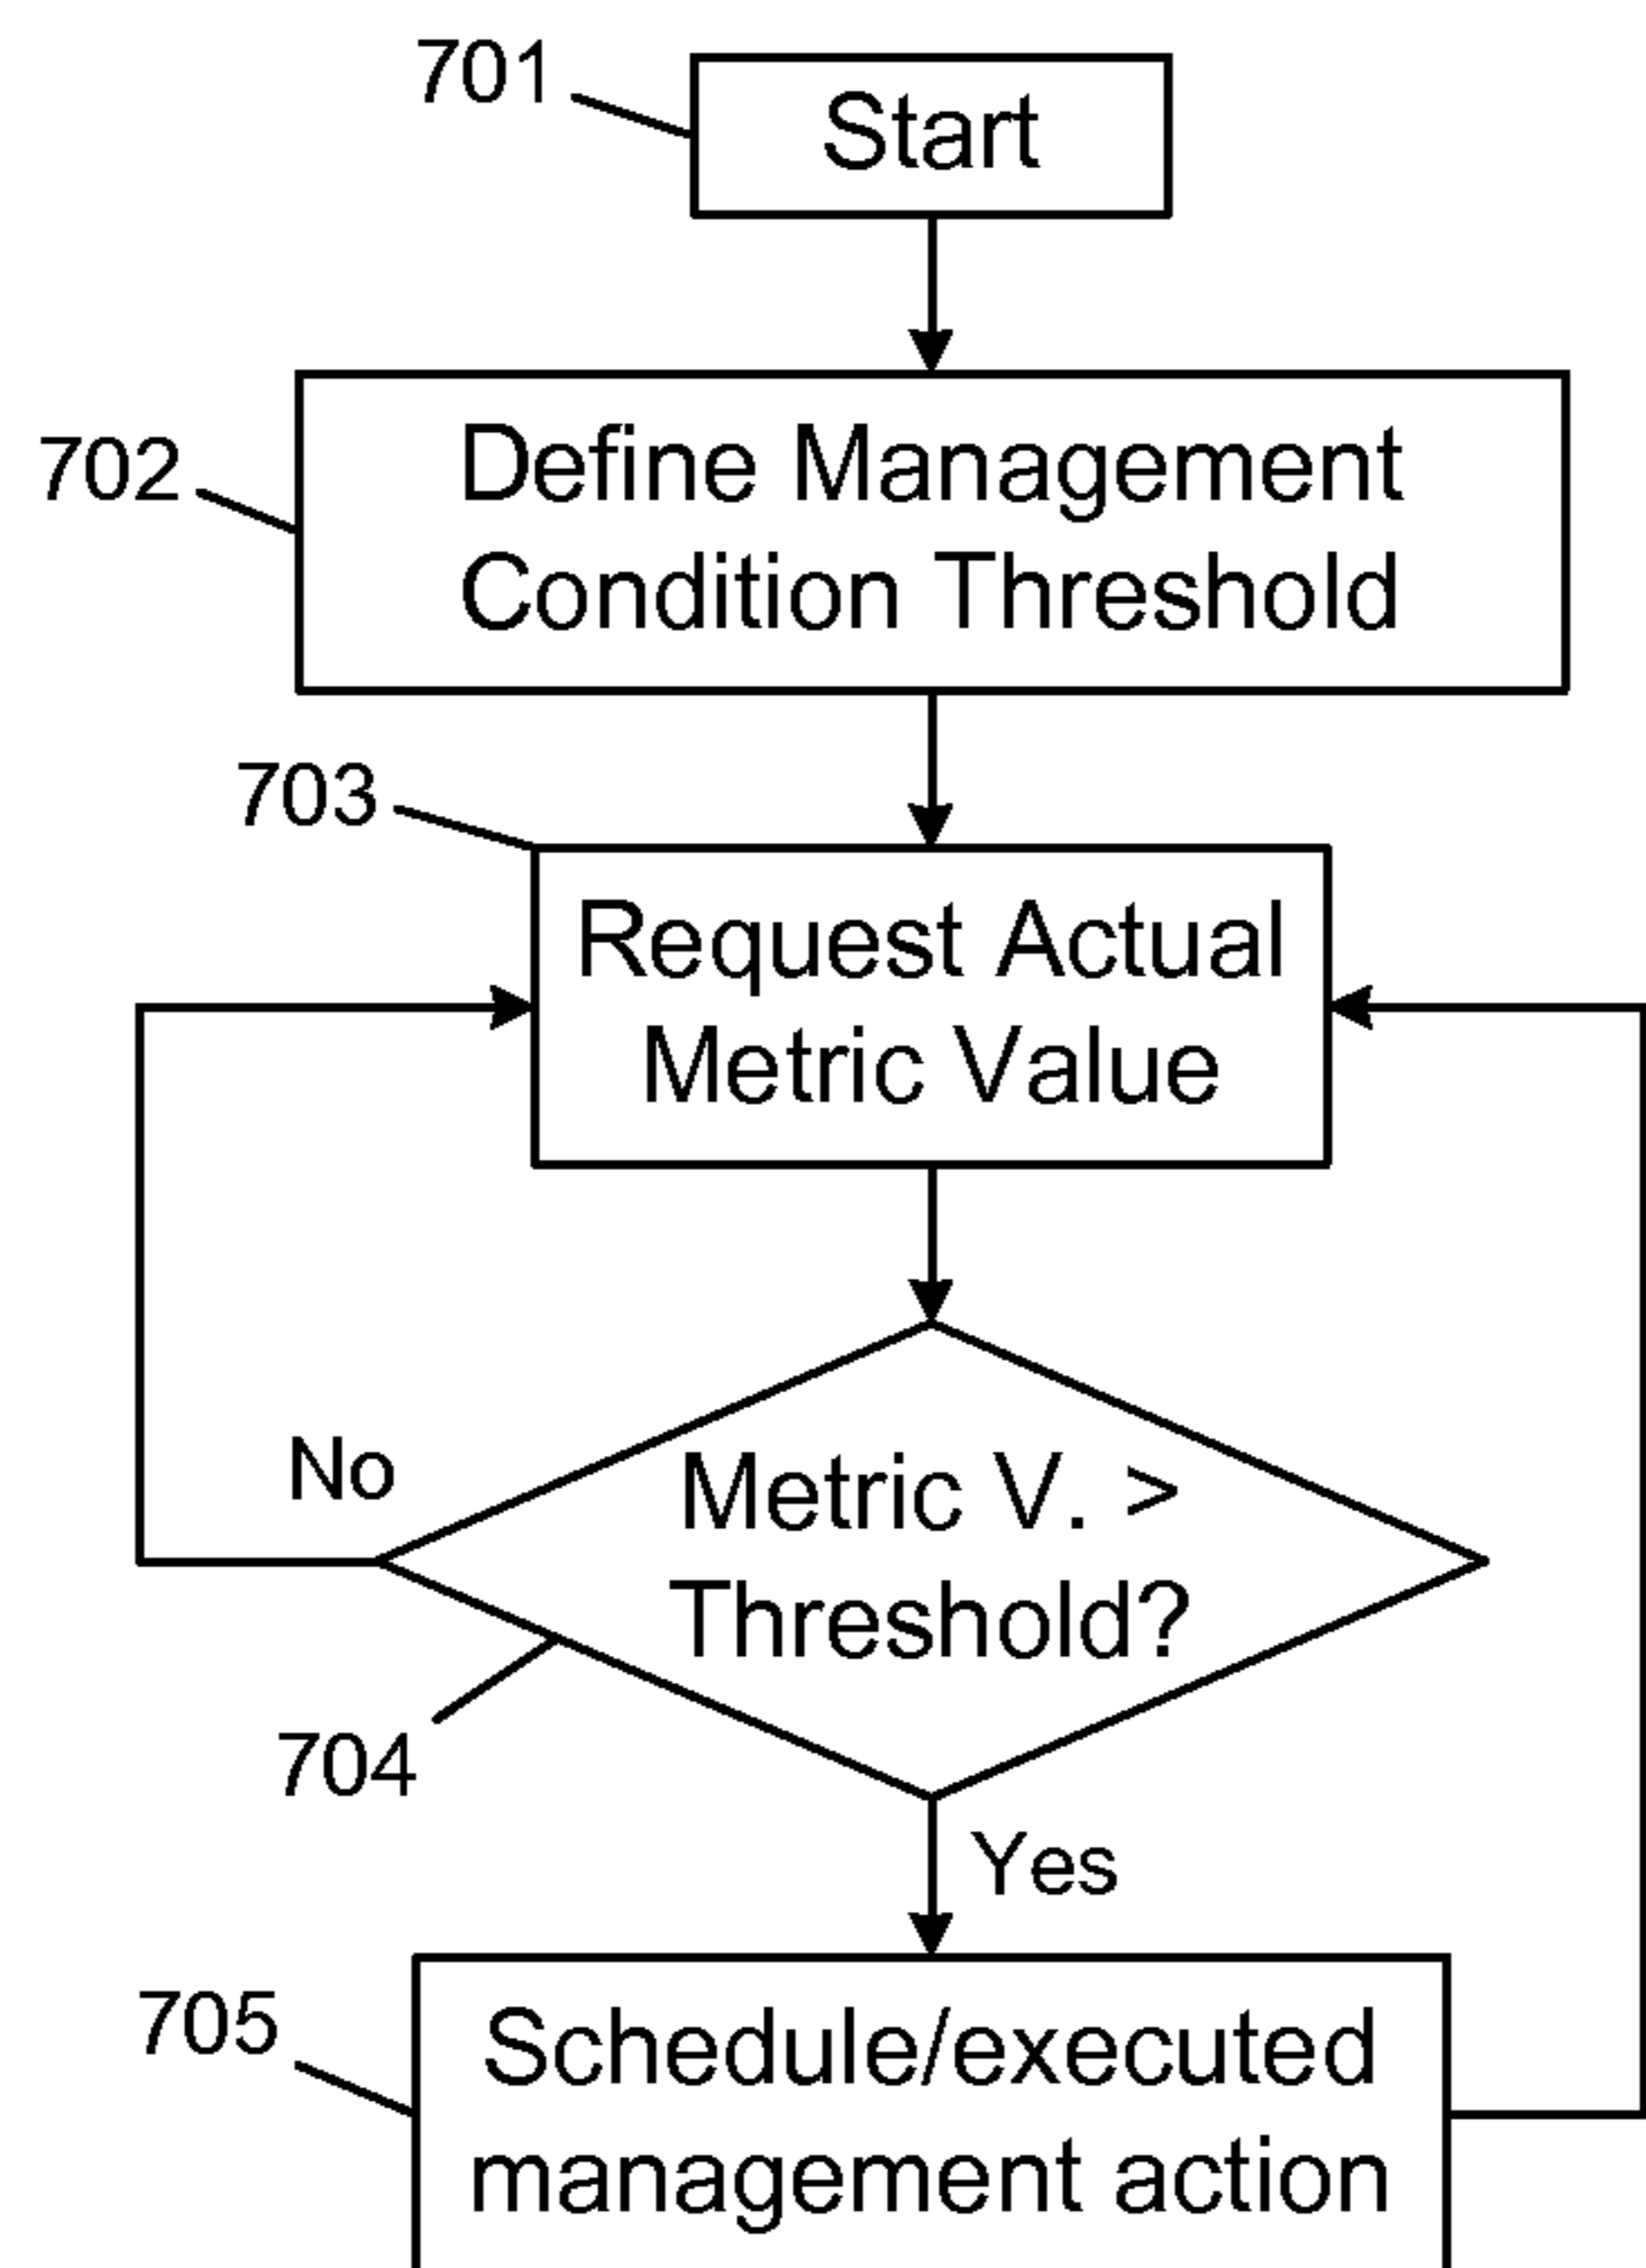 701
Start
702
Define Management
Condition Threshold
703
Request Actual
Metric Value
No
Metric V. >
Threshold?
704
Yes
705
Schedule/executed
management action